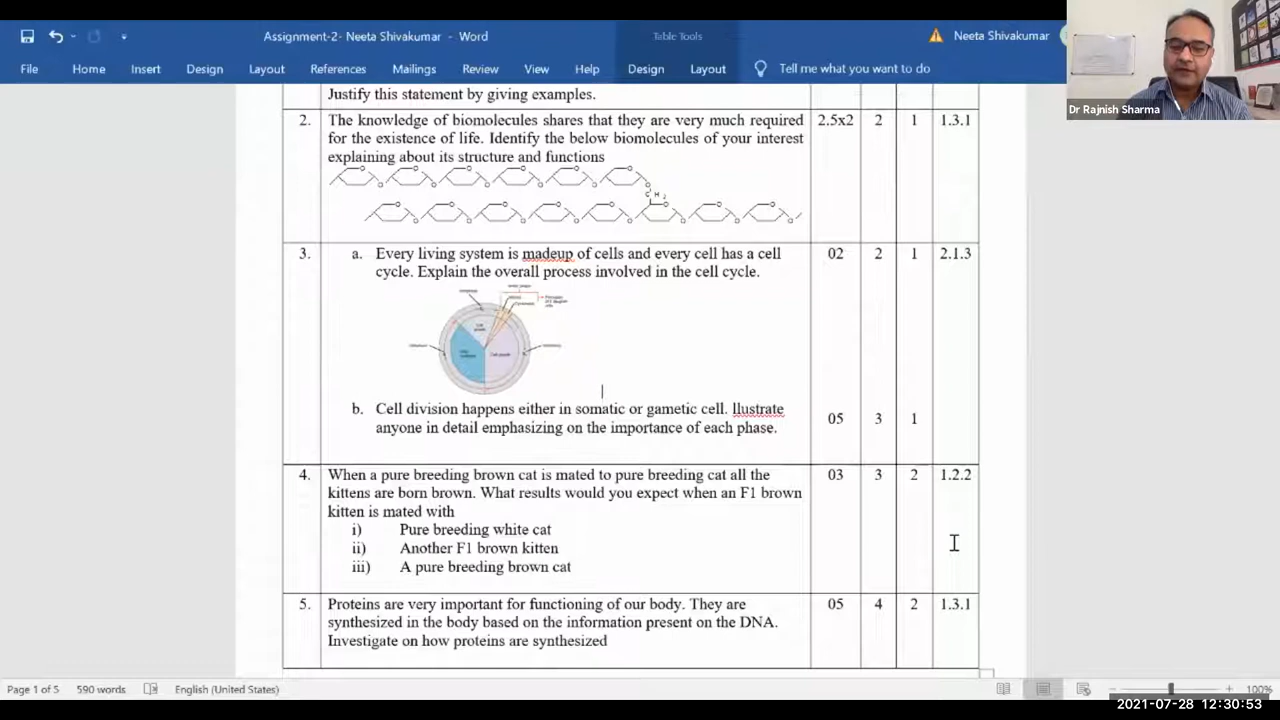 Assignment-2- Neeta Shivakumar - Word
Table Tools
Neeta Shivakumar
File Home Insert Design Layout References Mailings Review View Help Design Layout Tell me what you want to do
Dr Rajnish Sharma
Justify this statement by giving examples.
2. The knowledge of biomolecules shares that they are very much required 2.5x2 2 1 1.3.1
for the existence of life. Identify the below biomolecules of your interest
explaining about its structure and functions
C H 2
3. a. Every living system is madeup of cells and every cell has a cell 02 2 1 2.1.3
cycle. Explain the overall process involved in the cell cycle.
b. Cell division happens either in somatic or gametic cell. llustrate
anyone in detail emphasizing on the importance of each phase. 05 3 1
4. When a pure breeding brown cat is mated to pure breeding cat all the 03 3 2 1.2.2
kittens are born brown. What results would you expect when an F1 brown
kitten is mated with
i) Pure breeding white cat
ii) Another F1 brown kitten
iii) A pure breeding brown cat
5. Proteins are very important for functioning of our body. They are 05 4 2 1.3.1
synthesized in the body based on the information present on the DNA.
Investigate on how proteins are synthesized
Page 1 of 5 590 words English (United States) 100%
2021-07-28 12:30:53